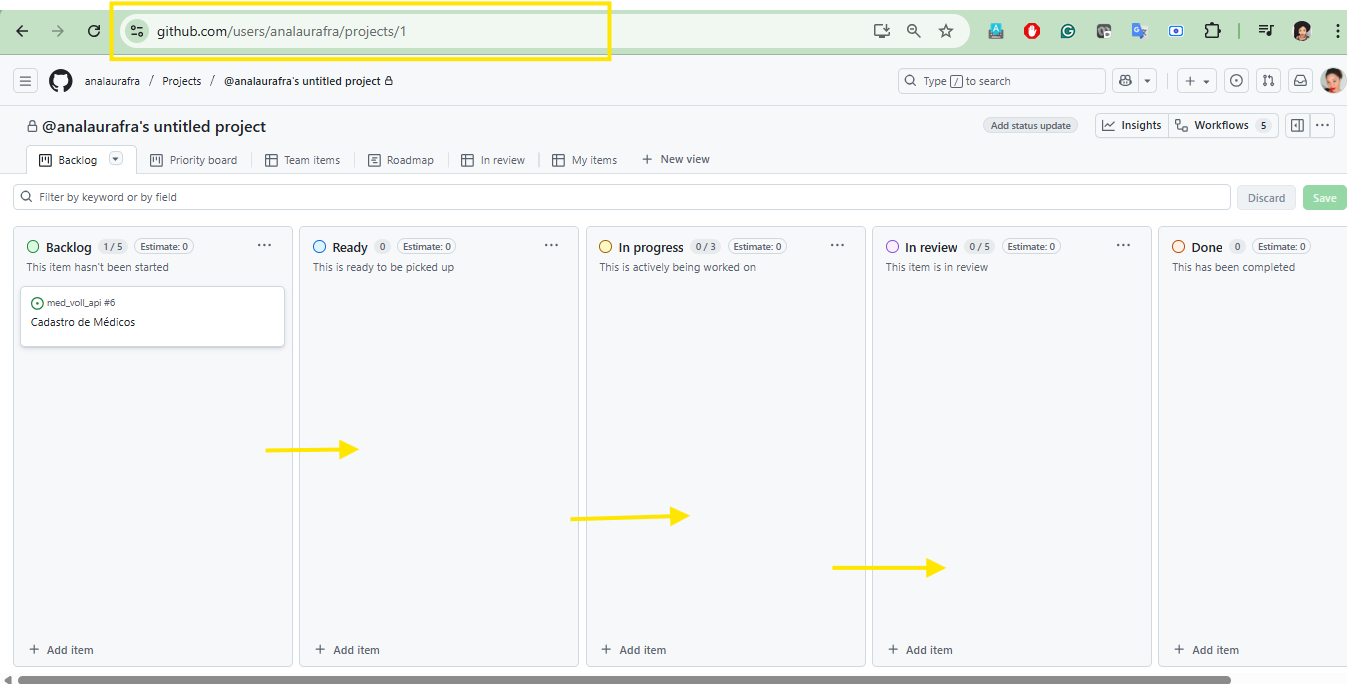 github.com/users/analaurafra/projects/1
analaurafra / Projects / @analaurafra's untitled project
Type / to search
@analaurafra's untitled project
Add status update
Insights
Workflows 5
Backlog
Priority board
Team items
Roadmap
In review
My items
+ New view
Filter by keyword or by field
Discard
Save
Backlog 1 / 5 Estimate: 0
This item hasn't been started
med_voll_api #6
Cadastro de Médicos
+ Add item
Ready 0 Estimate: 0
This is ready to be picked up
+ Add item
In progress 0 / 3 Estimate: 0
This is actively being worked on
+ Add item
In review 0 / 5 Estimate: 0
This item is in review
+ Add item
Done 0 Estimate: 0
This has been completed
+ Add item